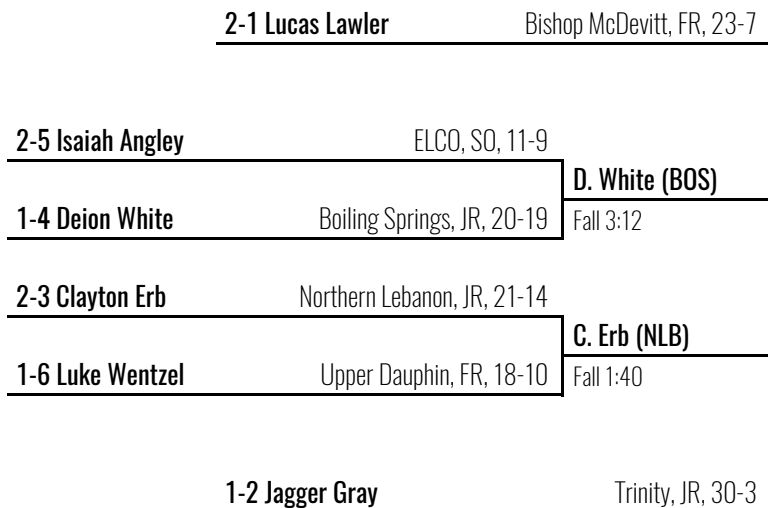 2-1 Lucas Lawler Bishop McDevitt, FR, 23-7
2-5 Isaiah Angley ELCO, SO, 11-9
D. White (BOS)
1-4 Deion White Boiling Springs, JR, 20-19 Fall 3:12
2-3 Clayton Erb Northern Lebanon, JR, 21-14
C. Erb (NLB)
1-6 Luke Wentzel Upper Dauphin, FR, 18-10 Fall 1:40
1-2 Jagger Gray Trinity, JR, 30-3